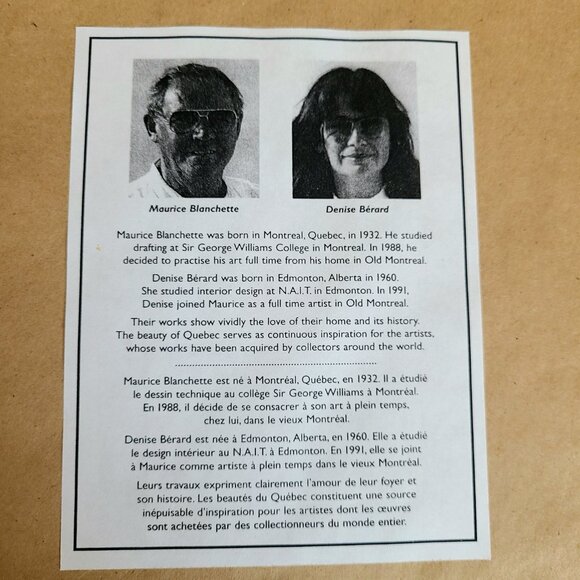 Maurice Blanchette
Denise Bérard
Maurice Blanchette was born in Montreal, Quebec, in 1932. He studied
drafting at Sir George Williams College in Montreal. In 1988, he
decided to practise his art full time from his home in Old Montreal.
Denise Bérard was born in Edmonton, Alberta in 1960.
She studied interior design at N.A.I.T. in Edmonton. In 1991,
Denise joined Maurice as a full time artist in Old Montreal.
Their works show vividly the love of their home and its history.
The beauty of Quebec serves as continuous inspiration for the artists,
whose works have been acquired by collectors around the world.
Maurice Blanchette est né à Montréal, Québec, en 1932. Il a étudié
le dessin technique au collège Sir George Williams à Montréal.
En 1988, il décide de se consacrer à son art à plein temps,
chez lui, dans le vieux Montréal.
Denise Bérard est née à Edmonton, Alberta, en 1960. Elle a étudié
le design intérieur au N.A.I.T. à Edmonton. En 1991, elle se joint
à Maurice comme artiste à plein temps dans le vieux Montréal.
Leurs travaux expriment clairement l'amour de leur foyer et
son histoire. Les beautés du Québec constituent une source
inépuisable d'inspiration pour les artistes dont les œuvres
sont achetées par des collectionneurs du monde entier.